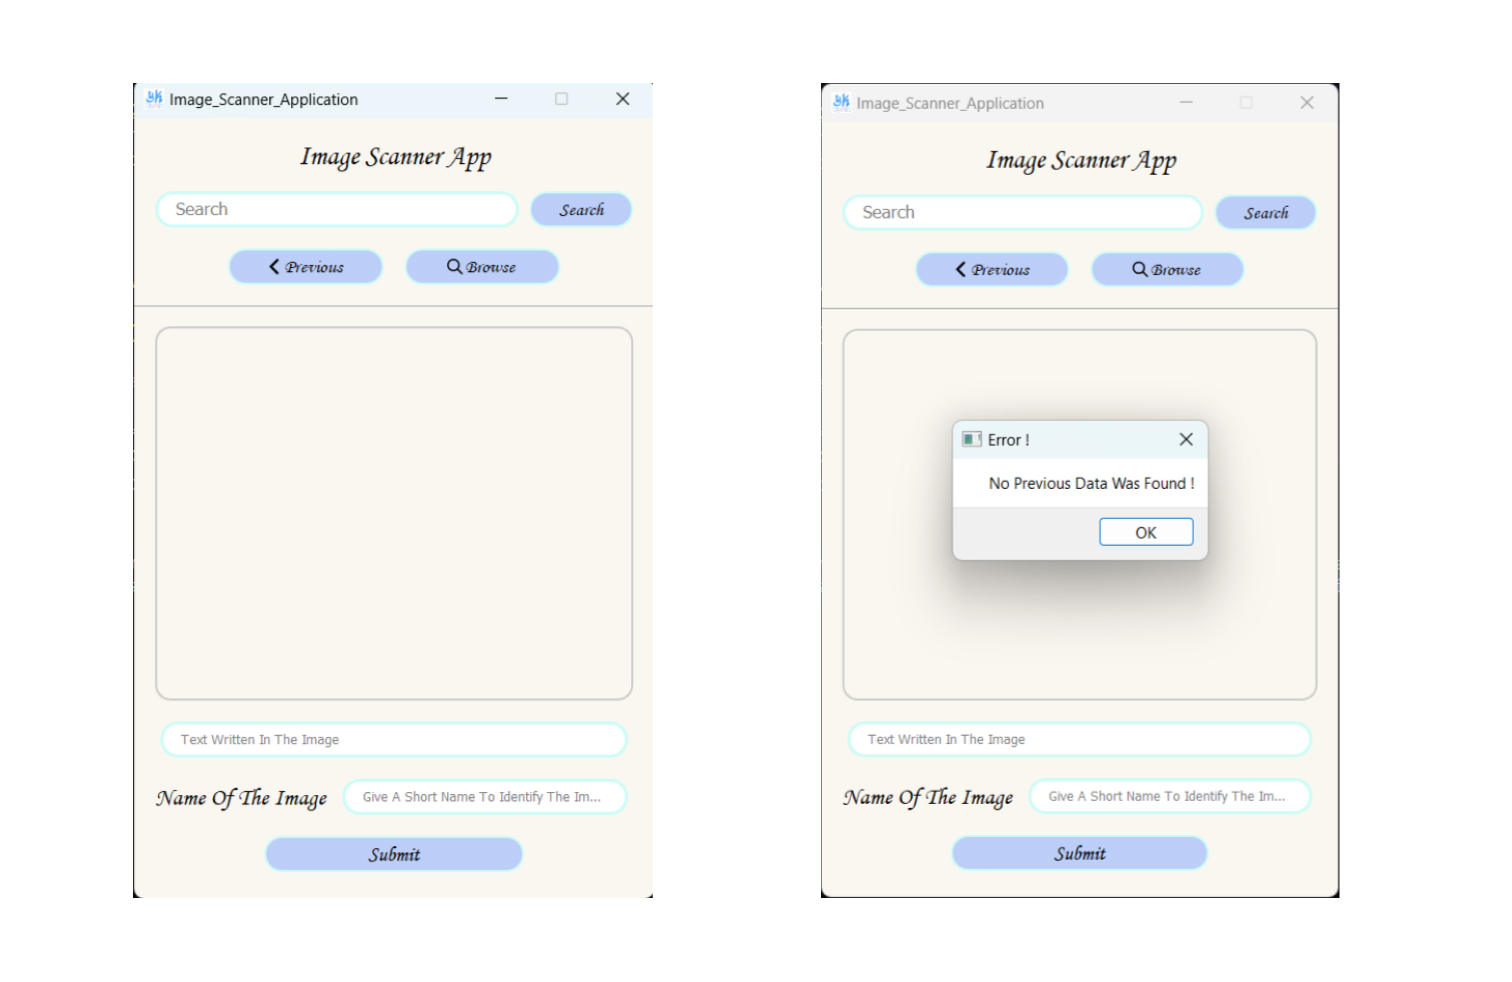 Image_Scanner_Application
Image Scanner App
Search Search
Previous Browse
Text Written In The Image
Name Of The Image Give A Short Name To Identify The Im...
Submit
Image_Scanner_Application
Image Scanner App
Search Search
Previous Browse
Error !
No Previous Data Was Found !
OK
Text Written In The Image
Name Of The Image Give A Short Name To Identify The Im...
Submit